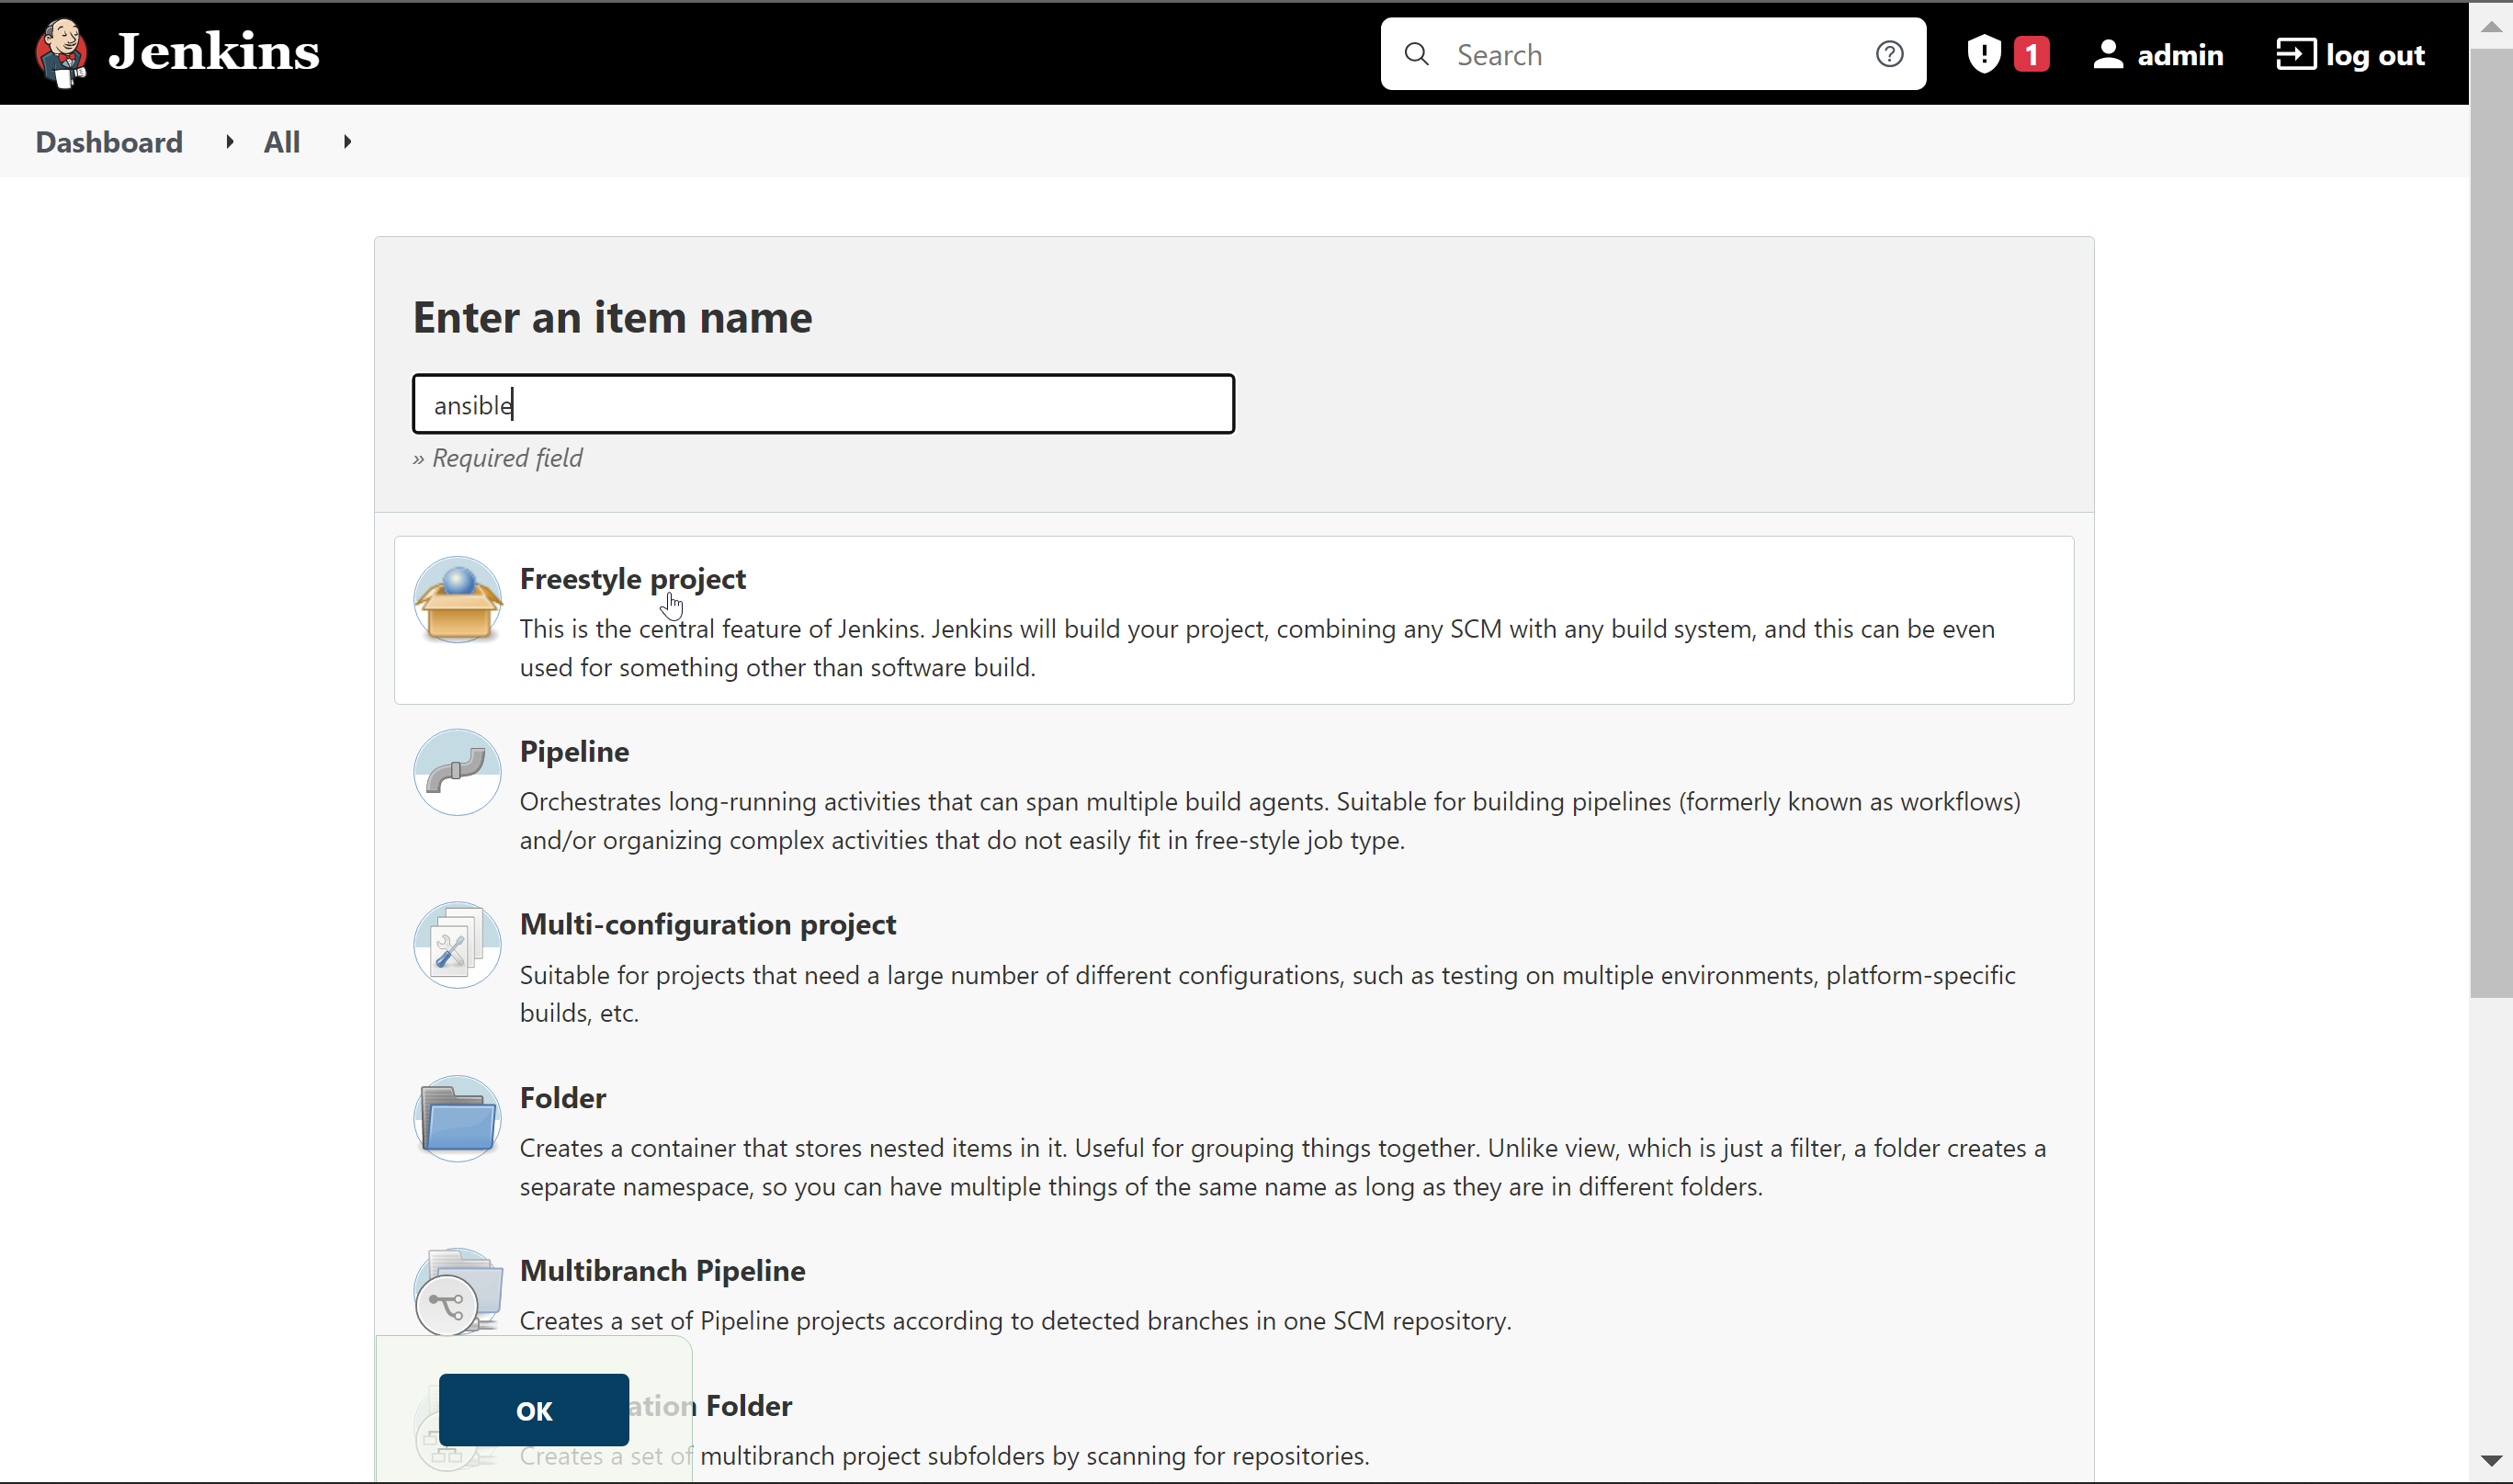 Jenkins
Search
1
admin
log out
Dashboard
All
Enter an item name
ansible
» Required field
Freestyle project
This is the central feature of Jenkins. Jenkins will build your project, combining any SCM with any build system, and this can be even
used for something other than software build.
Pipeline
Orchestrates long-running activities that can span multiple build agents. Suitable for building pipelines (formerly known as workflows)
and/or organizing complex activities that do not easily fit in free-style job type.
Multi-configuration project
Suitable for projects that need a large number of different configurations, such as testing on multiple environments, platform-specific
builds, etc.
Folder
Creates a container that stores nested items in it. Useful for grouping things together. Unlike view, which is just a filter, a folder creates a
separate namespace, so you can have multiple things of the same name as long as they are in different folders.
Multibranch Pipeline
Creates a set of Pipeline projects according to detected branches in one SCM repository.
OK
ation Folder
Creates a set of multibranch project subfolders by scanning for repositories.